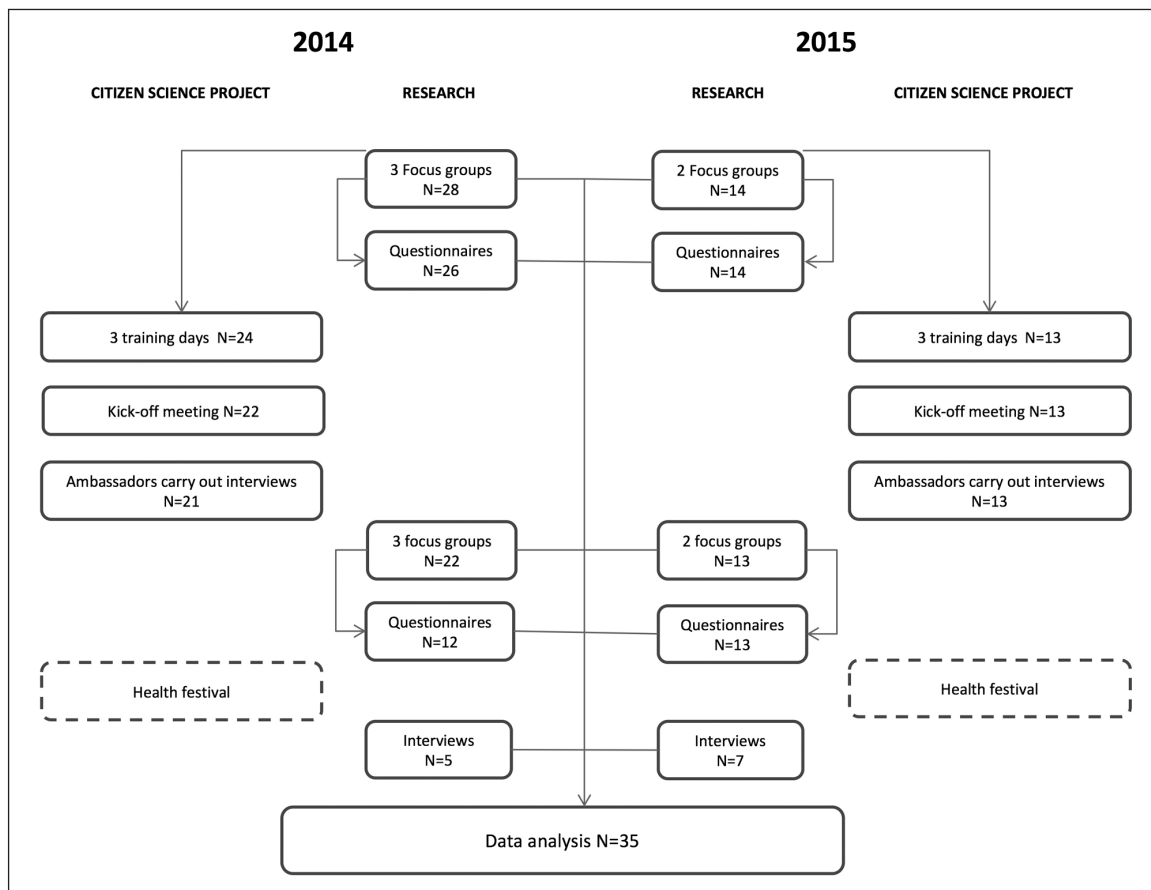 2014
2015
CITIZEN SCIENCE PROJECT
RESEARCH
RESEARCH
CITIZEN SCIENCE PROJECT
3 Focus groups
N=28
2 Focus groups
N=14
Questionnaires
N=26
Questionnaires
N=14
3 training days N=24
3 training days N=13
Kick-off meeting N=22
Kick-off meeting N=13
Ambassadors carry out interviews
N=21
Ambassadors carry out interviews
N=13
3 focus groups
N=22
2 focus groups
N=13
Questionnaires
N=12
Questionnaires
N=13
Health festival
Health festival
Interviews
N=5
Interviews
N=7
Data analysis N=35